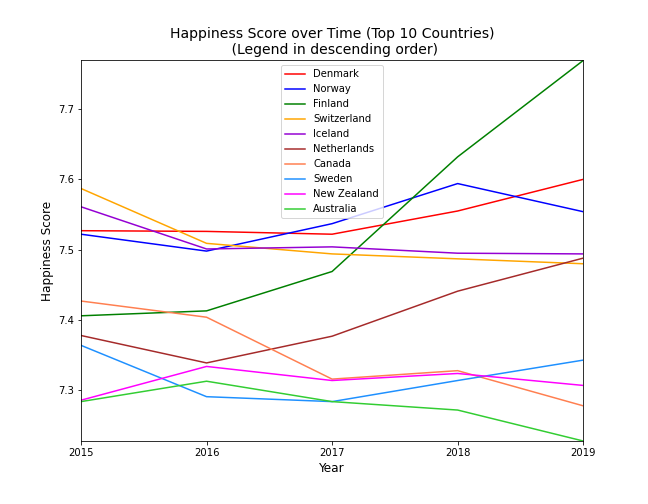 Happiness Score over Time (Top 10 Countries)
(Legend in descending order)
Denmark
Norway
Finland
Switzerland
Iceland
Netherlands
Canada
Sweden
New Zealand
Australia
Happiness Score
7.7
7.6
7.5
7.4
7.3
2015
2016
2017
2018
2019
Year